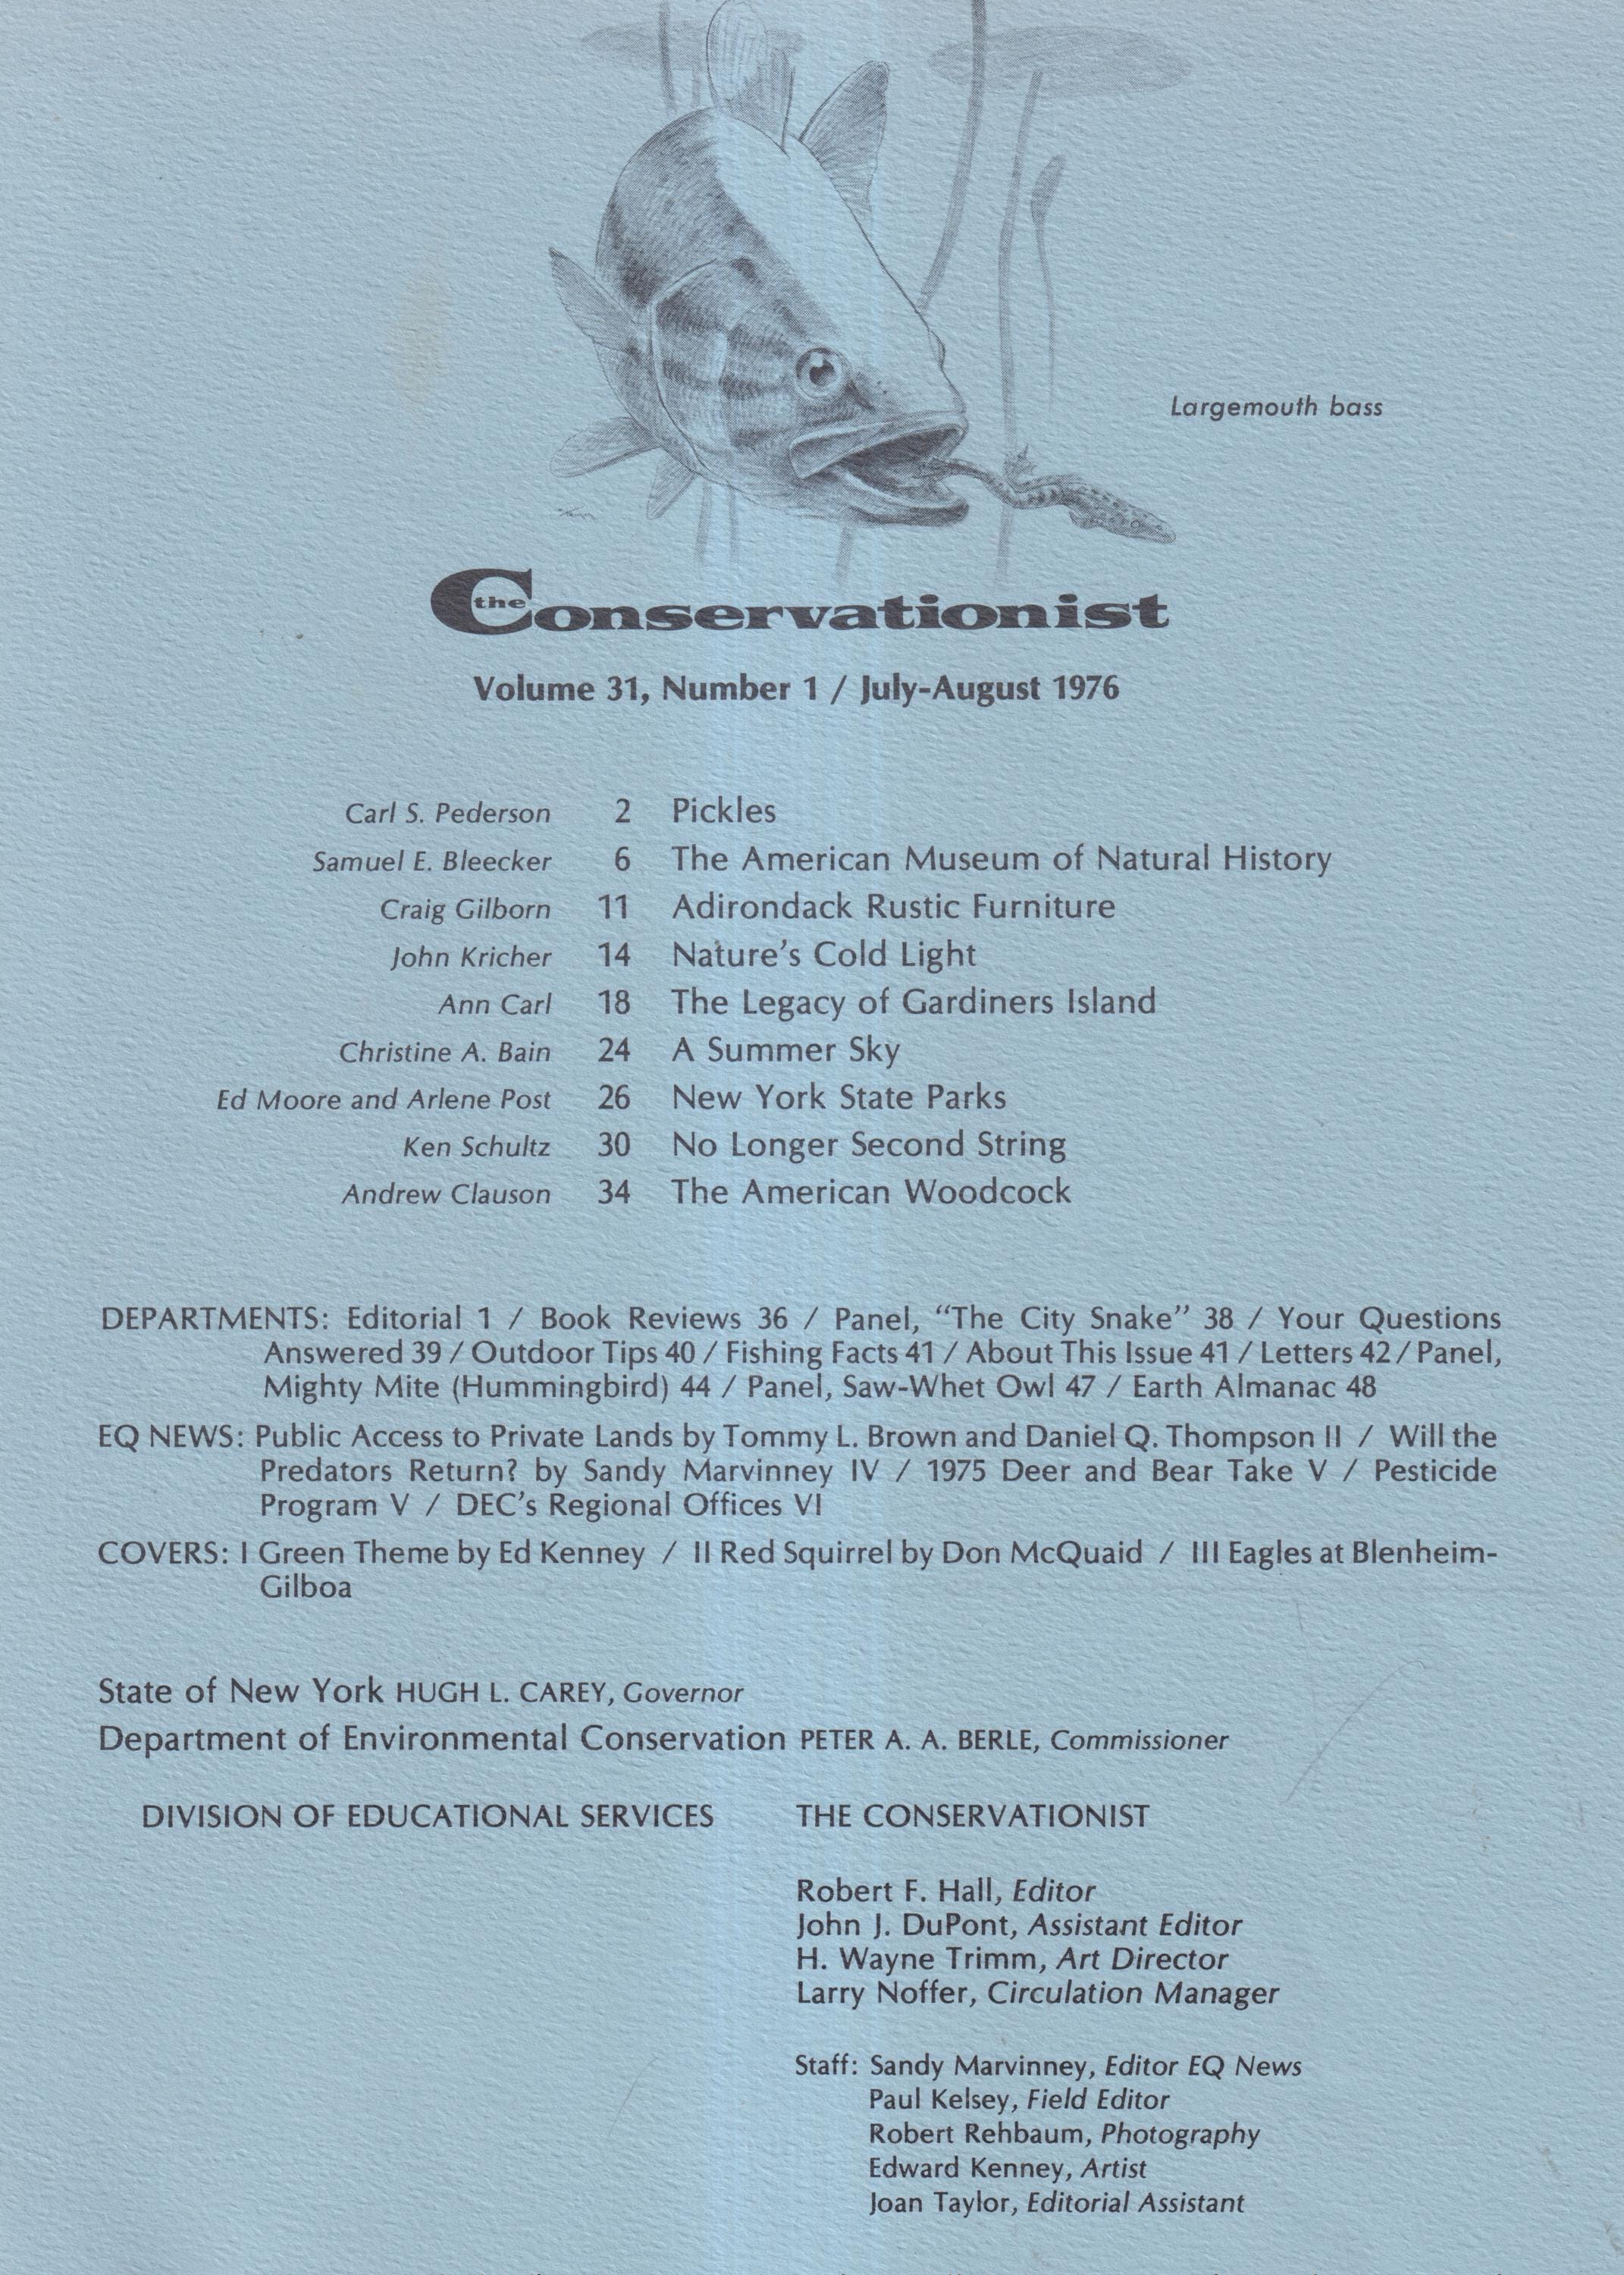 Largemouth bass
the Conservationist
Volume 31, Number 1 / July-August 1976
Carl S. Pederson 2 Pickles
Samuel E. Bleecker 6 The American Museum of Natural History
Craig Gilborn 11 Adirondack Rustic Furniture
John Kricher 14 Nature's Cold Light
Ann Carl 18 The Legacy of Gardiners Island
Christine A. Bain 24 A Summer Sky
Ed Moore and Arlene Post 26 New York State Parks
Ken Schultz 30 No Longer Second String
Andrew Clauson 34 The American Woodcock
DEPARTMENTS: Editorial 1 / Book Reviews 36 / Panel, “The City Snake” 38 / Your Questions
Answered 39 / Outdoor Tips 40 / Fishing Facts 41 / About This Issue 41 / Letters 42 / Panel,
Mighty Mite (Hummingbird) 44 / Panel, Saw-Whet Owl 47 / Earth Almanac 48
EQ NEWS: Public Access to Private Lands by Tommy L. Brown and Daniel Q. Thompson II / Will the
Predators Return? by Sandy Marvinney IV / 1975 Deer and Bear Take V / Pesticide
Program V / DEC's Regional Offices VI
COVERS: I Green Theme by Ed Kenney / II Red Squirrel by Don McQuaid / III Eagles at Blenheim-
Gilboa
State of New York HUGH L. CAREY, Governor
Department of Environmental Conservation PETER A. A. BERLE, Commissioner
DIVISION OF EDUCATIONAL SERVICES
THE CONSERVATIONIST
Robert F. Hall, Editor
John J. DuPont, Assistant Editor
H. Wayne Trimm, Art Director
Larry Noffer, Circulation Manager
Staff: Sandy Marvinney, Editor EQ News
Paul Kelsey, Field Editor
Robert Rehbaum, Photography
Edward Kenney, Artist
Joan Taylor, Editorial Assistant